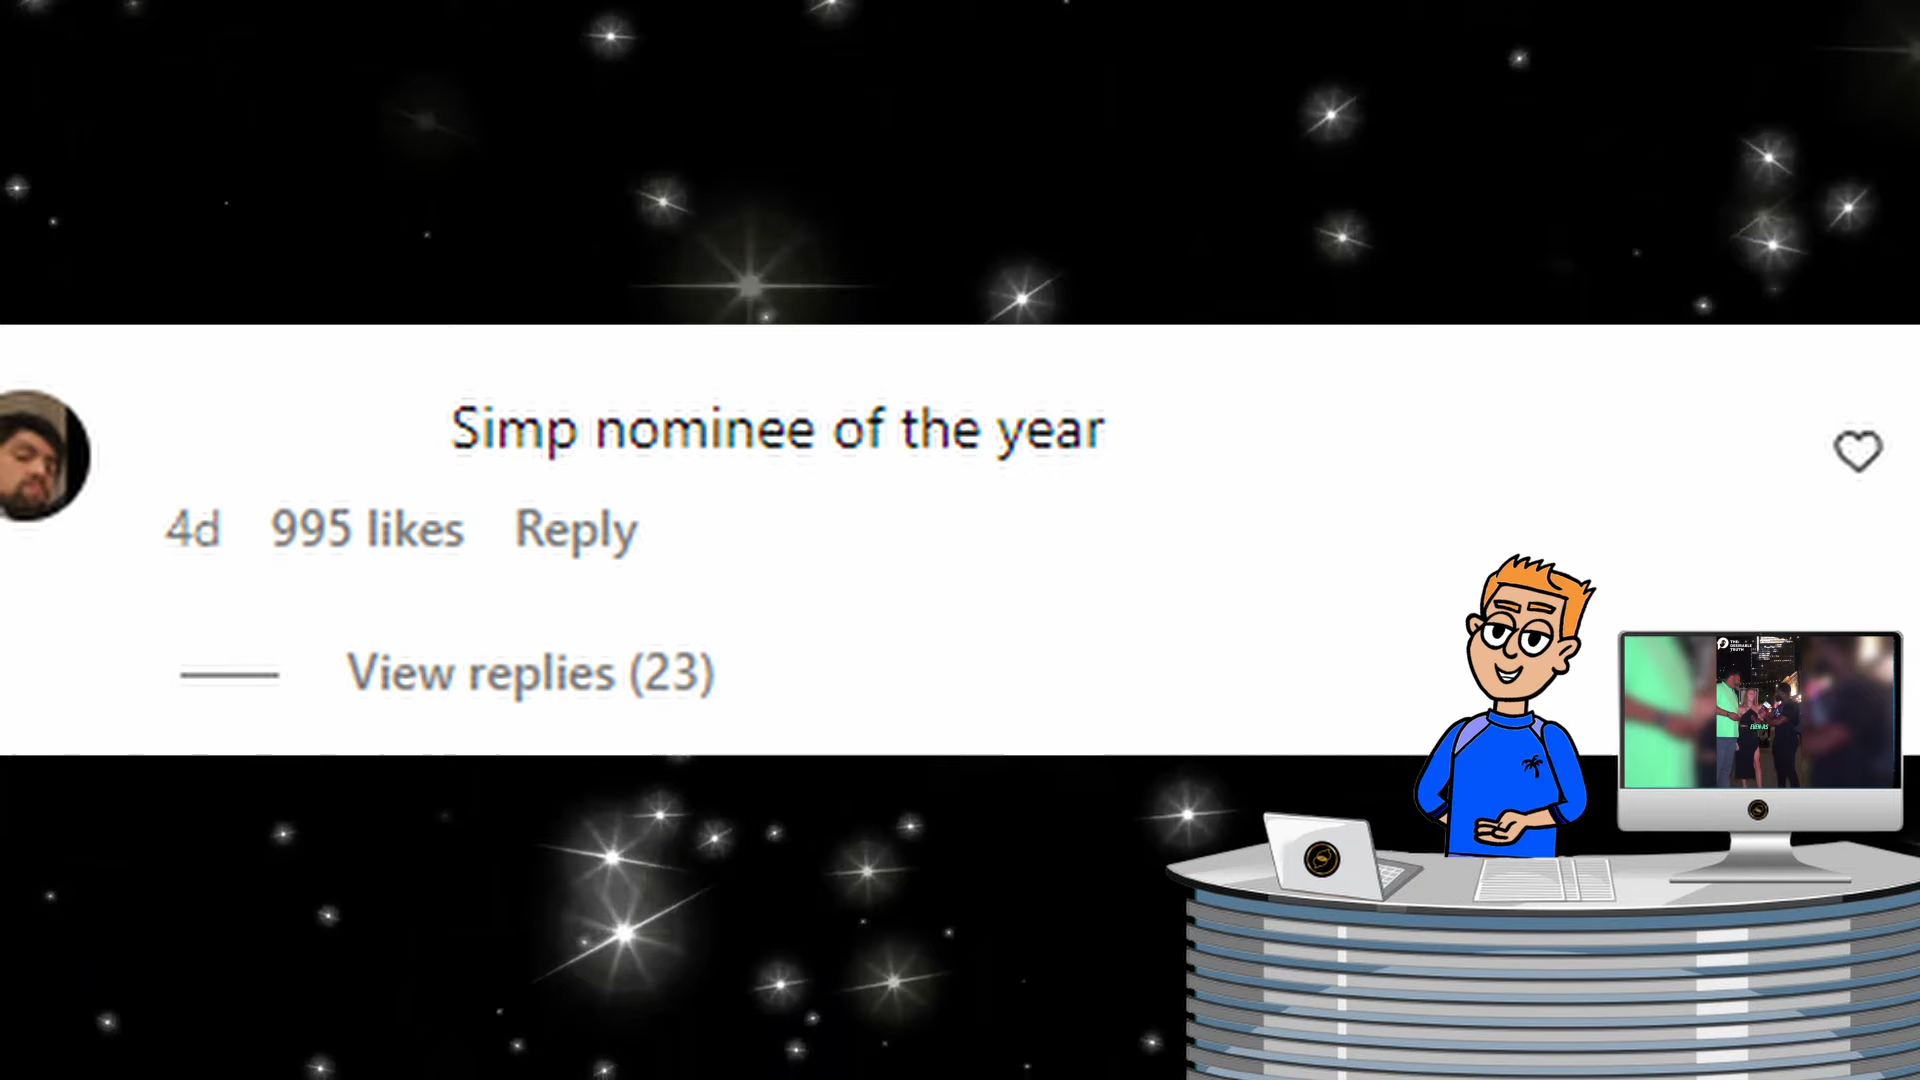 Simp nominee of the year
4d 995 likes Reply
View replies (23)